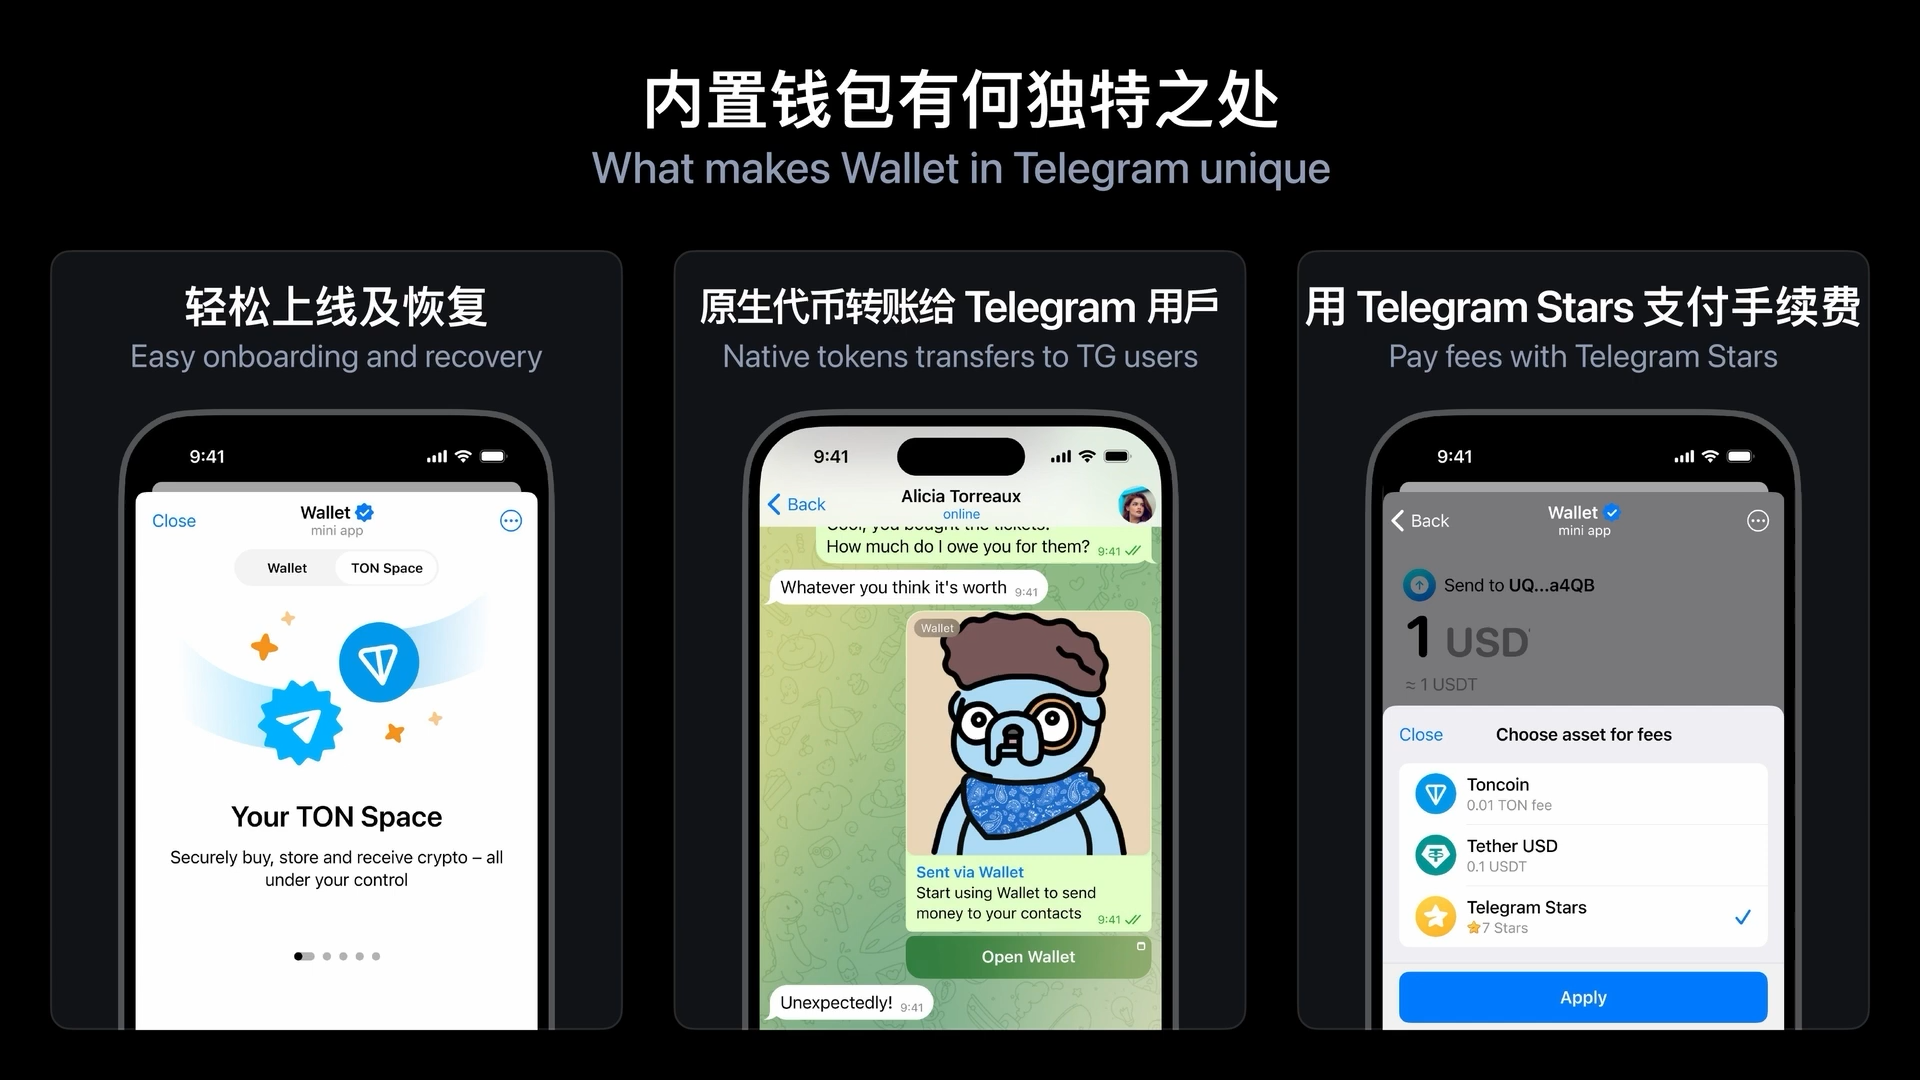 内置钱包有何独特之处
What makes Wallet in Telegram unique
轻松上线及恢复
Easy onboarding and recovery
9:41
Close
Wallet
mini app
Wallet
TON Space
Your TON Space
Securely buy, store and receive crypto – all
under your control
原生代币转账给 Telegram 用戶
Native tokens transfers to TG users
9:41
Back
Alicia Torreaux
online
Cool, you bought the tickets.
How much do I owe you for them? 9:41
Whatever you think it's worth 9:41
Wallet
Sent via Wallet
Start using Wallet to send
money to your contacts 9:41
Open Wallet
Unexpectedly! 9:41
用 Telegram Stars 支付手续费
Pay fees with Telegram Stars
9:41
Back
Wallet
mini app
Send to UQ...a4QB
1 USD
≈ 1 USDT
Close
Choose asset for fees
Toncoin
0.01 TON fee
Tether USD
0.1 USDT
Telegram Stars
7 Stars
Apply